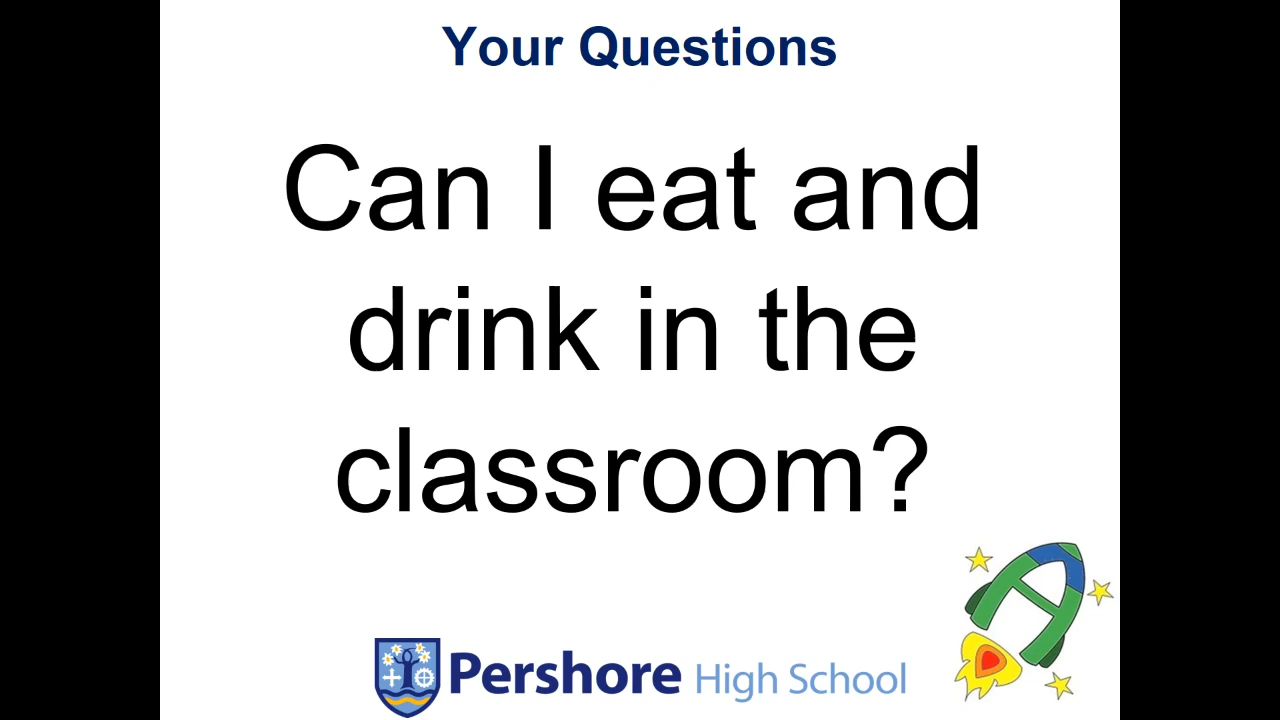 Your Questions
Can I eat and
drink in the
classroom?
Pershore High School